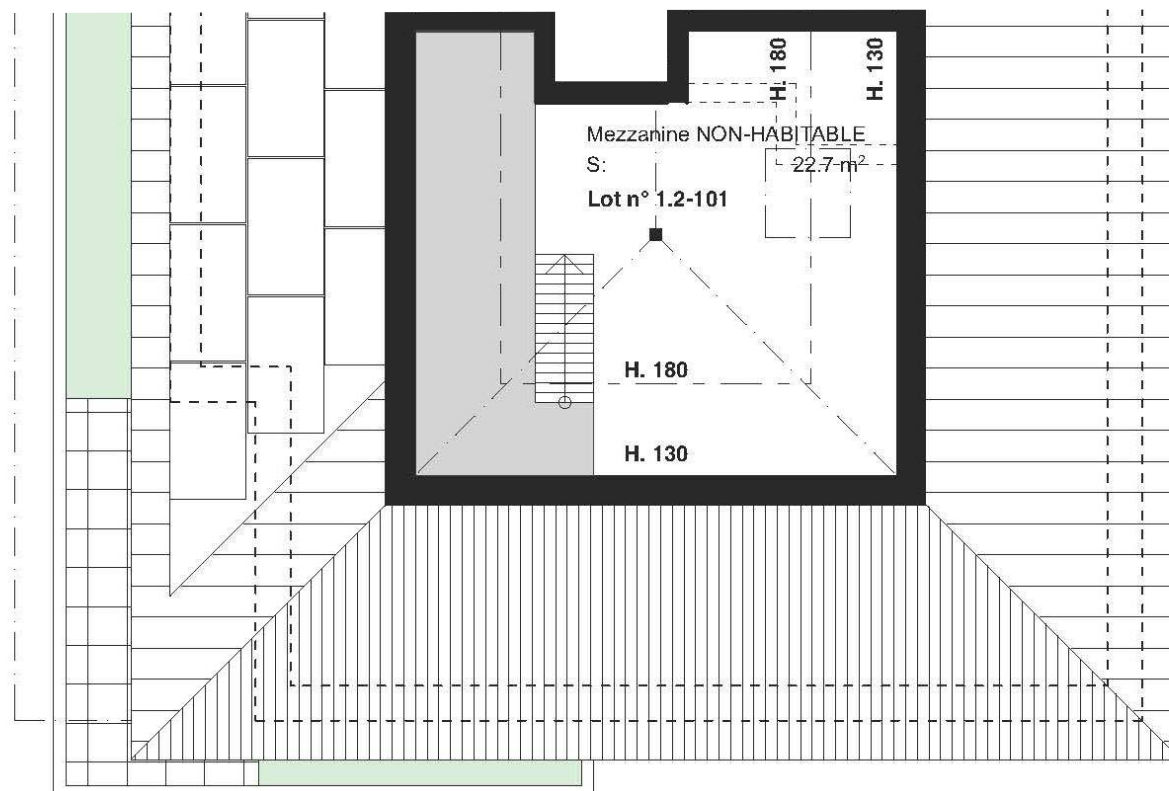 H. 180
H. 130
Mezzanine NON-HABITABLE
S: 22.7 m²
Lot n° 1.2-101
H. 180
H. 130